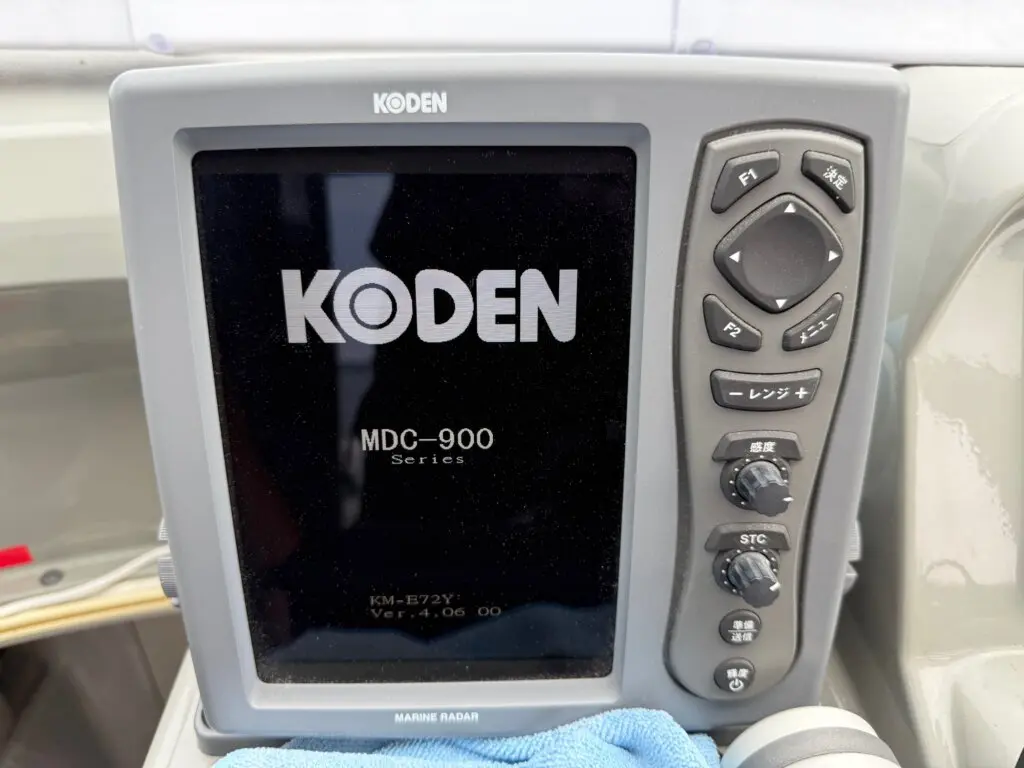 KODEN
KODEN
MDC-900
Series
KM-E72Y
Ver.4.06 00
MARINE RADAR
F1
決定
F2
メニュー
− レンジ +
感度
STC
準備
送信
輝度